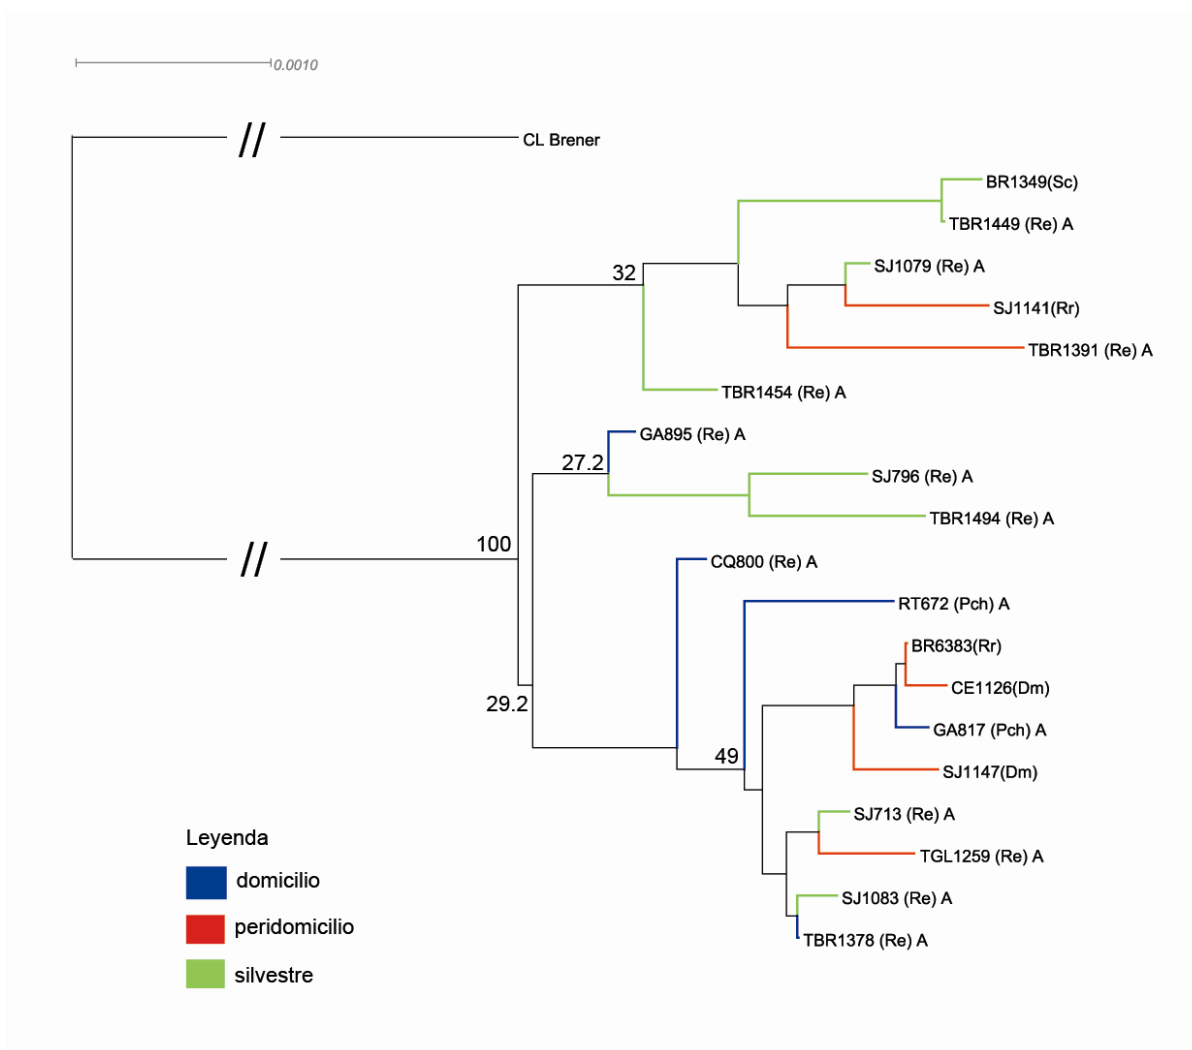 0.0010
CL Brener
BR1349(Sc)
TBR1449 (Re) A
SJ1079 (Re) A
32
SJ1141(Rr)
TBR1391 (Re) A
TBR1454 (Re) A
GA895 (Re) A
27.2
SJ796 (Re) A
TBR1494 (Re) A
100
CQ800 (Re) A
RT672 (Pch) A
BR6383(Rr)
CE1126(Dm)
29.2
GA817 (Pch) A
49
SJ1147(Dm)
SJ713 (Re) A
TGL1259 (Re) A
SJ1083 (Re) A
TBR1378 (Re) A
Leyenda
domicilio
peridomicilio
silvestre